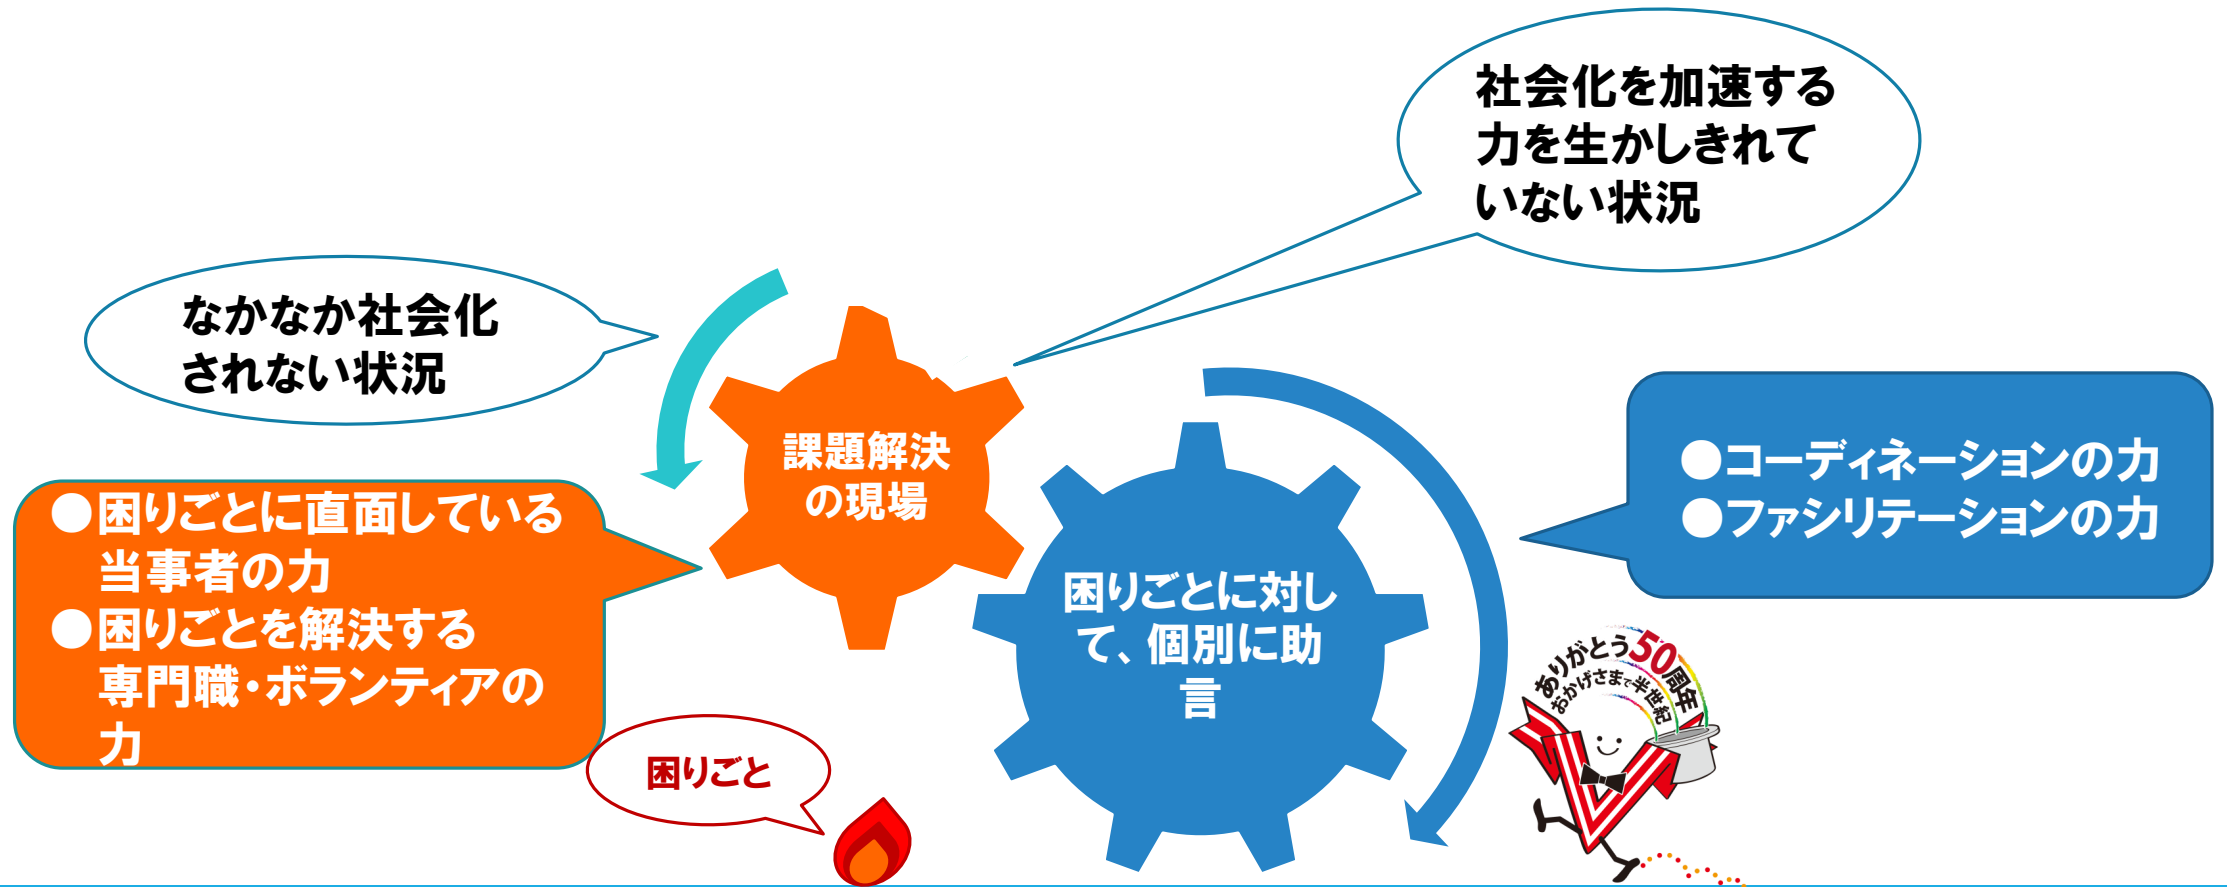 社会化を加速する
力を生かしきれて
いない状況
なかなか社会化
されない状況
課題解決
の現場
●コーディネーションの力
●ファシリテーションの力
●困りごとに直面している
当事者の力
●困りごとを解決する
専門職・ボランティアの
力
困りごとに対し
て、個別に助
言
困りごと
ありがとう50周年
おかげさまで半世紀